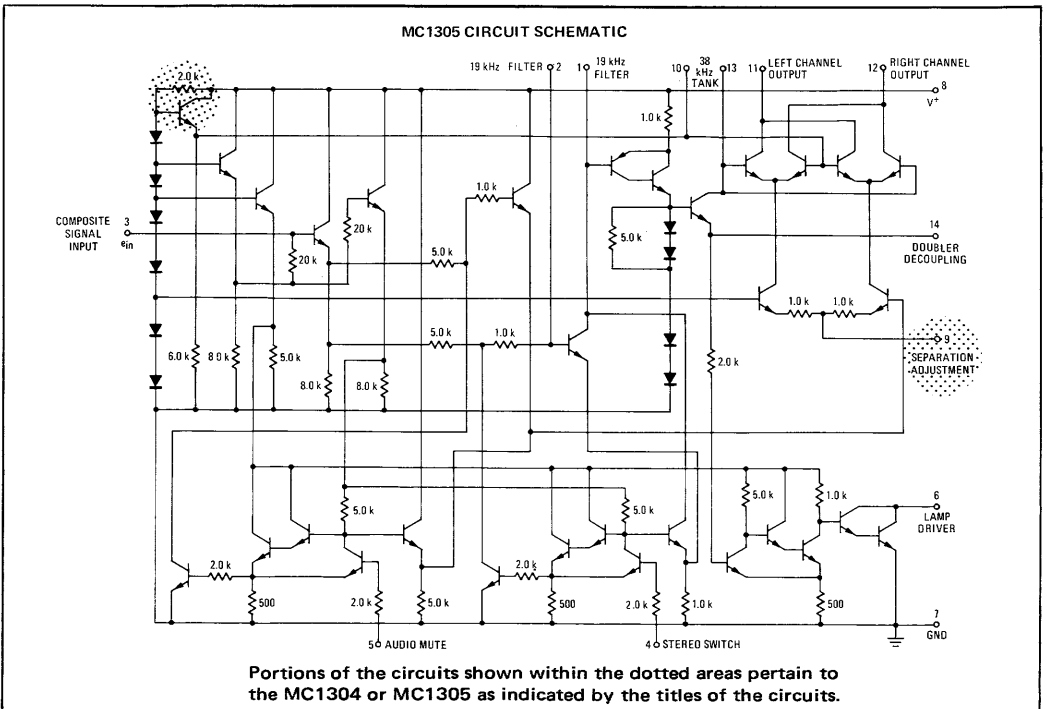 MC1305 CIRCUIT SCHEMATIC
19 kHz FILTER 2
1 19 kHz FILTER
10 38 kHz TANK 13
11 LEFT CHANNEL OUTPUT
12 RIGHT CHANNEL OUTPUT
2.0 k
8
V+
1.0 k
COMPOSITE SIGNAL INPUT
3
ein
20 k
20 k
1.0 k
5.0 k
5.0 k
14
DOUBLER DECOUPLING
1.0 k
1.0 k
9
SEPARATION ADJUSTMENT
6.0 k
8.0 k
5.0 k
8.0 k
8.0 k
5.0 k
1.0 k
2.0 k
5.0 k
5.0 k
5.0 k
1.0 k
6
LAMP DRIVER
2.0 k
500
2.0 k
5.0 k
2.0 k
500
2.0 k
1.0 k
500
7
GND
5 AUDIO MUTE
4 STEREO SWITCH
Portions of the circuits shown within the dotted areas pertain to
the MC1304 or MC1305 as indicated by the titles of the circuits.